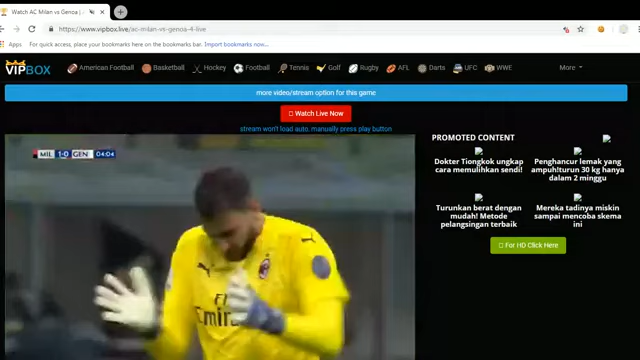 Watch AC Milan vs Genoa |
https://www.vipbox.live/ac-milan-vs-genoa-4-live
Apps For quick access, place your bookmarks here on the bookmarks bar. Import bookmarks now...
VIPBOX American Football Basketball Hockey Football Tennis Golf Rugby AFL Darts UFC WWE More
more video/stream option for this game
Watch Live Now
stream won't load auto, manually press play button
PROMOTED CONTENT
Dokter Tiongkok ungkap cara memulihkan sendi!
Penghancur lemak yang ampuh!turun 30 kg hanya dalam 2 minggu
Turunkan berat dengan mudah! Metode pelangsingan terbaik
Mereka tadinya miskin sampai mencoba skema ini
For HD Click Here
MIL 1-0 GEN 04:04
Fly
Emirates